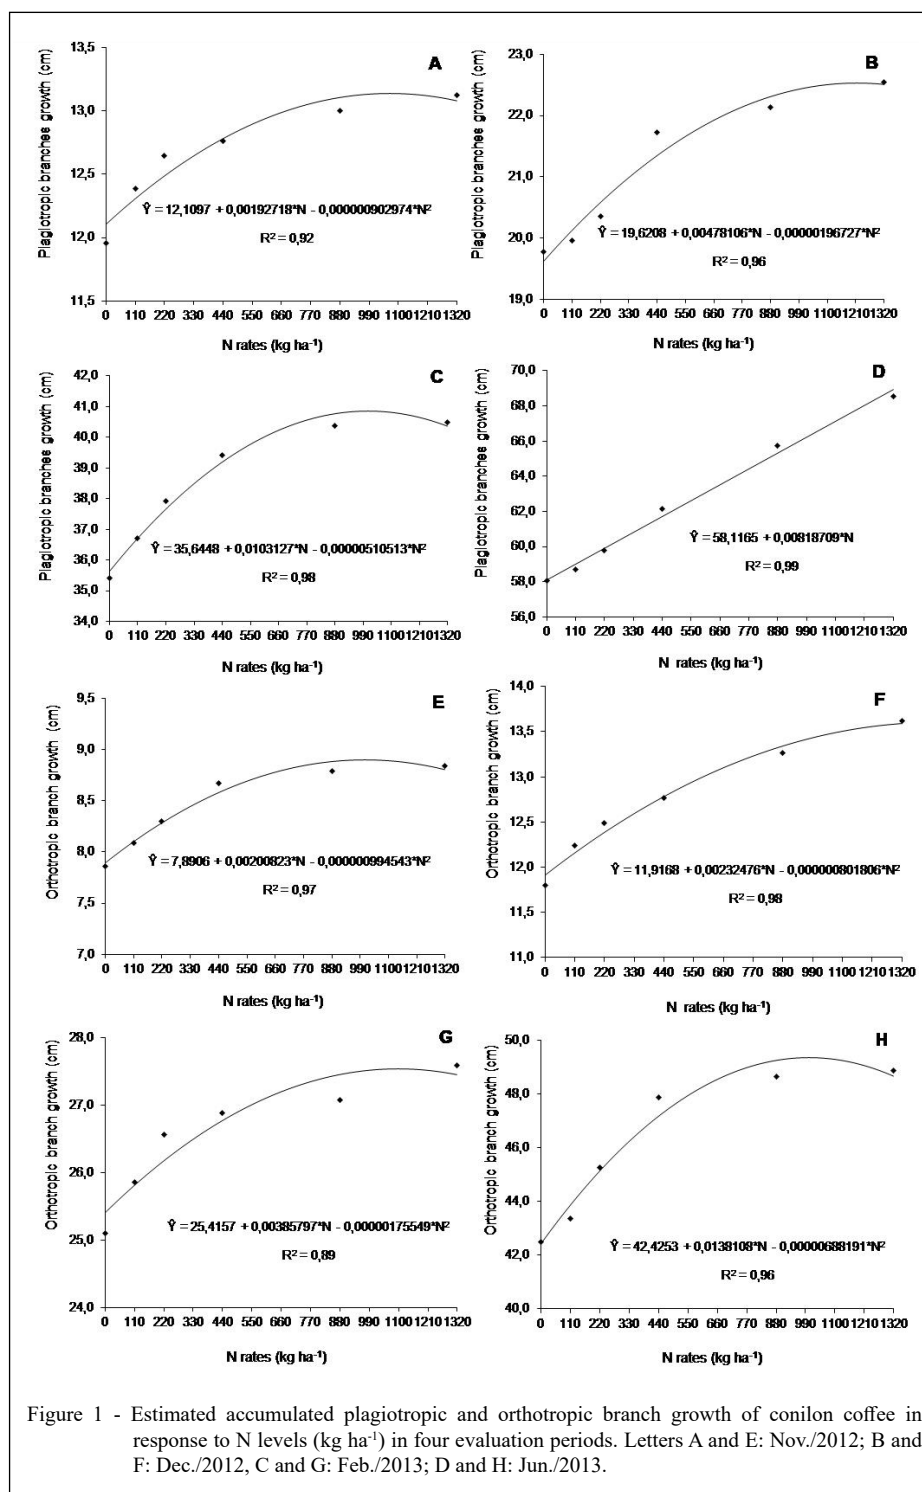 A
Plagiotropic branches growth (cm)
13,5
13,0
12,5
12,0
11,5
Ŷ = 12,1097 + 0,00192718*N - 0,000000902974*N²
R² = 0,92
0 110 220 330 440 550 660 770 880 990 1100 1210 1320
N rates (kg ha⁻¹)
B
Plagiotropic branches growth (cm)
23,0
22,0
21,0
20,0
19,0
Ŷ = 19,6208 + 0,00478106*N - 0,00000196727*N²
R² = 0,96
0 110 220 330 440 550 660 770 880 990 1100 1210 1320
N rates (kg ha⁻¹)
C
Plagiotropic branches growth (cm)
42,0
41,0
40,0
39,0
38,0
37,0
36,0
35,0
34,0
Ŷ = 35,6448 + 0,0103127*N - 0,00000510513*N²
R² = 0,98
0 110 220 330 440 550 660 770 880 990 1100 1210 1320
N rates (kg ha⁻¹)
D
Plagiotropic branches growth (cm)
70,0
68,0
66,0
64,0
62,0
60,0
58,0
56,0
Ŷ = 58,1165 + 0,00818709*N
R² = 0,99
0 110 220 330 440 550 660 770 880 990 1100 1210 1320
N rates (kg ha⁻¹)
E
Orthotropic branch growth (cm)
9,5
9,0
8,5
8,0
7,5
7,0
Ŷ = 7,8906 + 0,00200823*N - 0,000000994543*N²
R² = 0,97
0 110 220 330 440 550 660 770 880 990 1100 1210 1320
N rates (kg ha⁻¹)
F
Orthotropic branch growth (cm)
14,0
13,5
13,0
12,5
12,0
11,5
11,0
Ŷ = 11,9168 + 0,00232476*N - 0,000000801806*N²
R² = 0,98
0 110 220 330 440 550 660 770 880 990 1100 1210 1320
N rates (kg ha⁻¹)
G
Orthotropic branch growth (cm)
28,0
27,0
26,0
25,0
24,0
Ŷ = 25,4157 + 0,00385797*N - 0,00000175549*N²
R² = 0,89
0 110 220 330 440 550 660 770 880 990 1100 1210 1320
N rates (kg ha⁻¹)
H
Orthotropic branch growth (cm)
50,0
48,0
46,0
44,0
42,0
40,0
Ŷ = 42,4253 + 0,0138108*N - 0,00000688191*N²
R² = 0,96
0 110 220 330 440 550 660 770 880 990 1100 1210 1320
N rates (kg ha⁻¹)
Figure 1 - Estimated accumulated plagiotropic and orthotropic branch growth of conilon coffee in
response to N levels (kg ha⁻¹) in four evaluation periods. Letters A and E: Nov./2012; B and
F: Dec./2012, C and G: Feb./2013; D and H: Jun./2013.